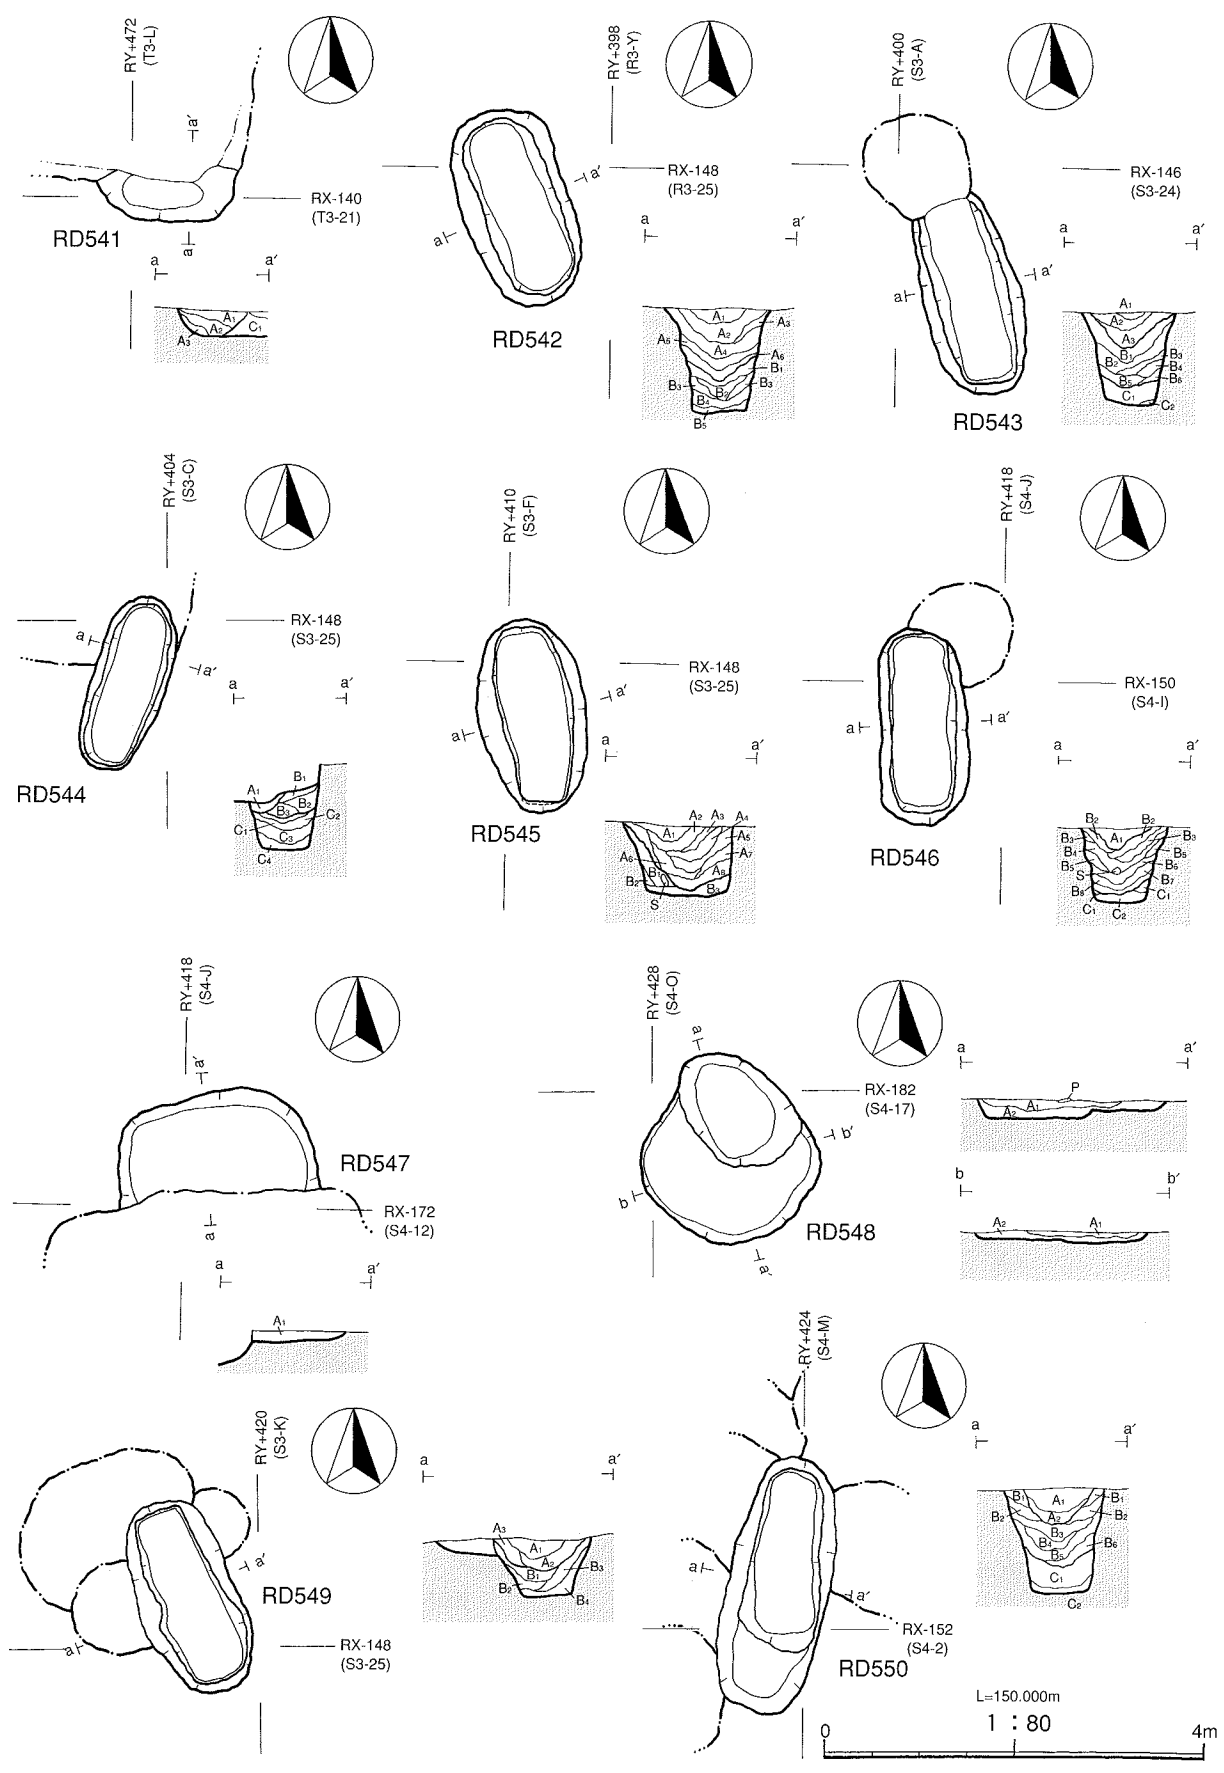 RY+472
(T3-L)
a'
RX-140
(T3-21)
RD541
a
a a'
A1
A2
A3
C1
RY+398
(R3-Y)
RX-148
(R3-25)
a'
a
RD542
a a'
A1
A2
A3
A5
A4
A6
B1
B3
B2
B3
B4
B5
RY+400
(S3-A)
RX-146
(S3-24)
a'
a
RD543
a a'
A1
A2
A3
B1
B3
B2
B4
B5
B6
C1
C2
RY+404
(S3-C)
RX-148
(S3-25)
a
a'
RD544
a a'
B1
A1
B2
B3
C1
C2
C3
C4
RY+410
(S3-F)
RX-148
(S3-25)
a'
a
RD545
a a'
A2 A3 A4
A1
A5
A6
A7
B1
A8
B2
B3
S
RY+418
(S4-J)
RX-150
(S4-I)
a a'
RD546
a a'
B2 B2
B3 A1 B3
B4 B5
B5 B6
S
B7
B8 C1
C1 C2
RY+418
(S4-J)
a'
RD547
RX-172
(S4-12)
a
a a'
A1
RY+428
(S4-O)
a
RX-182
(S4-17)
b'
b
RD548
a'
a a'
P
A2 A1
b b'
A2 A1
RY+420
(S3-K)
a'
RD549
a
RX-148
(S3-25)
a a'
A3
A1
A2
B1
B3
B2
B4
RY+424
(S4-M)
a
a'
RX-152
(S4-2)
RD550
a a'
B1 A1 B1
B2 A2 B2
B3
B4
B5 B6
C1
C2
L=150.000m
1 : 80
0 4m